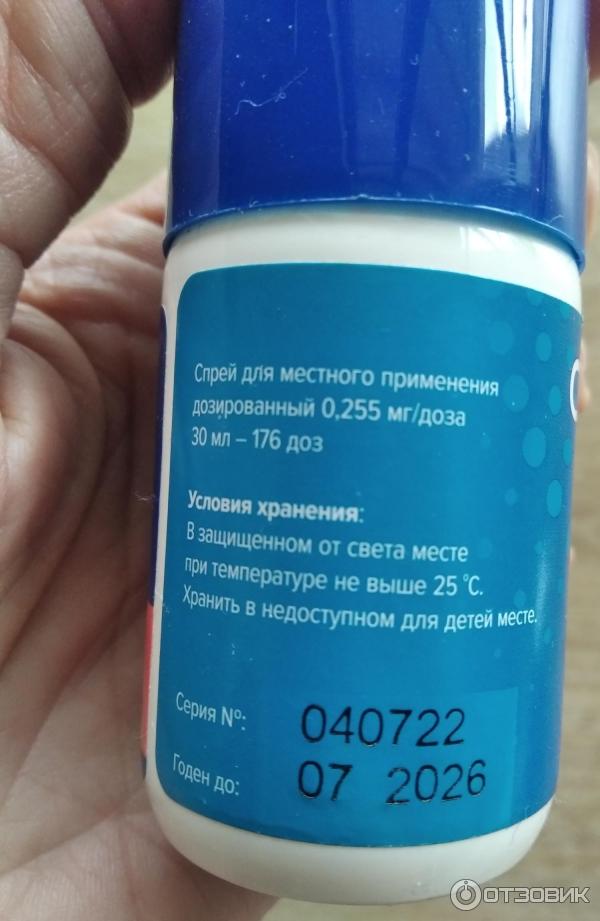 Спрей для местного применения
дозированный 0,255 мг/доза
30 мл – 176 доз
Условия хранения:
В защищенном от света месте
при температуре не выше 25 °С.
Хранить в недоступном для детей месте.
Серия №: 040722
Годен до: 07 2026
ОТЗОВИК